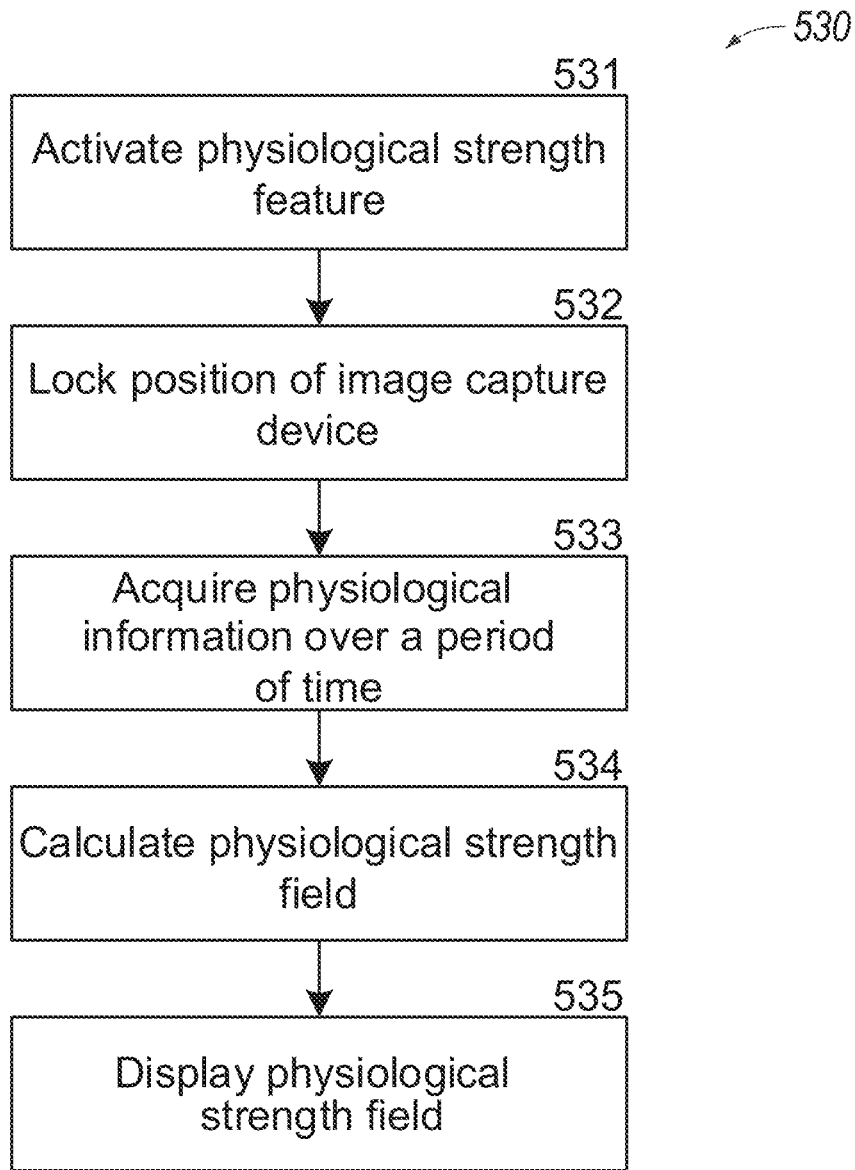 530
531
Activate physiological strength
feature
532
Lock position of image capture
device
533
Acquire physiological
information over a period
of time
534
Calculate physiological strength
field
535
Display physiological
strength field